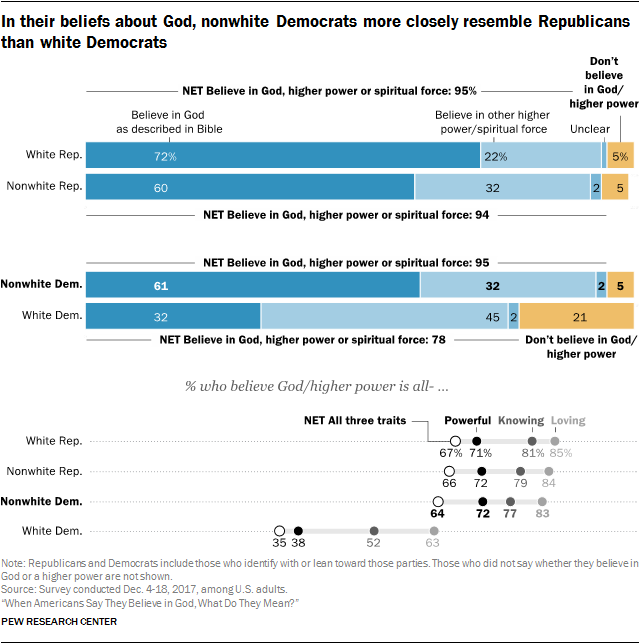 In their beliefs about God, nonwhite Democrats more closely resemble Republicans
than white Democrats
Don't
believe
in God/
higher power
NET Believe in God, higher power or spiritual force: 95%
Believe in God
as described in Bible
Believe in other higher
power/spiritual force
Unclear
White Rep. 72% 22% 5%
Nonwhite Rep. 60 32 2 5
NET Believe in God, higher power or spiritual force: 94
NET Believe in God, higher power or spiritual force: 95
Nonwhite Dem. 61 32 2 5
White Dem. 32 45 2 21
NET Believe in God, higher power or spiritual force: 78
Don't believe in God/
higher power
% who believe God/higher power is all- ...
NET All three traits Powerful Knowing Loving
White Rep. 67% 71% 81% 85%
Nonwhite Rep. 66 72 79 84
Nonwhite Dem. 64 72 77 83
White Dem. 35 38 52 63
Note: Republicans and Democrats include those who identify with or lean toward those parties. Those who did not say whether they believe in
God or a higher power are not shown.
Source: Survey conducted Dec. 4-18, 2017, among U.S. adults.
"When Americans Say They Believe in God, What Do They Mean?"
PEW RESEARCH CENTER